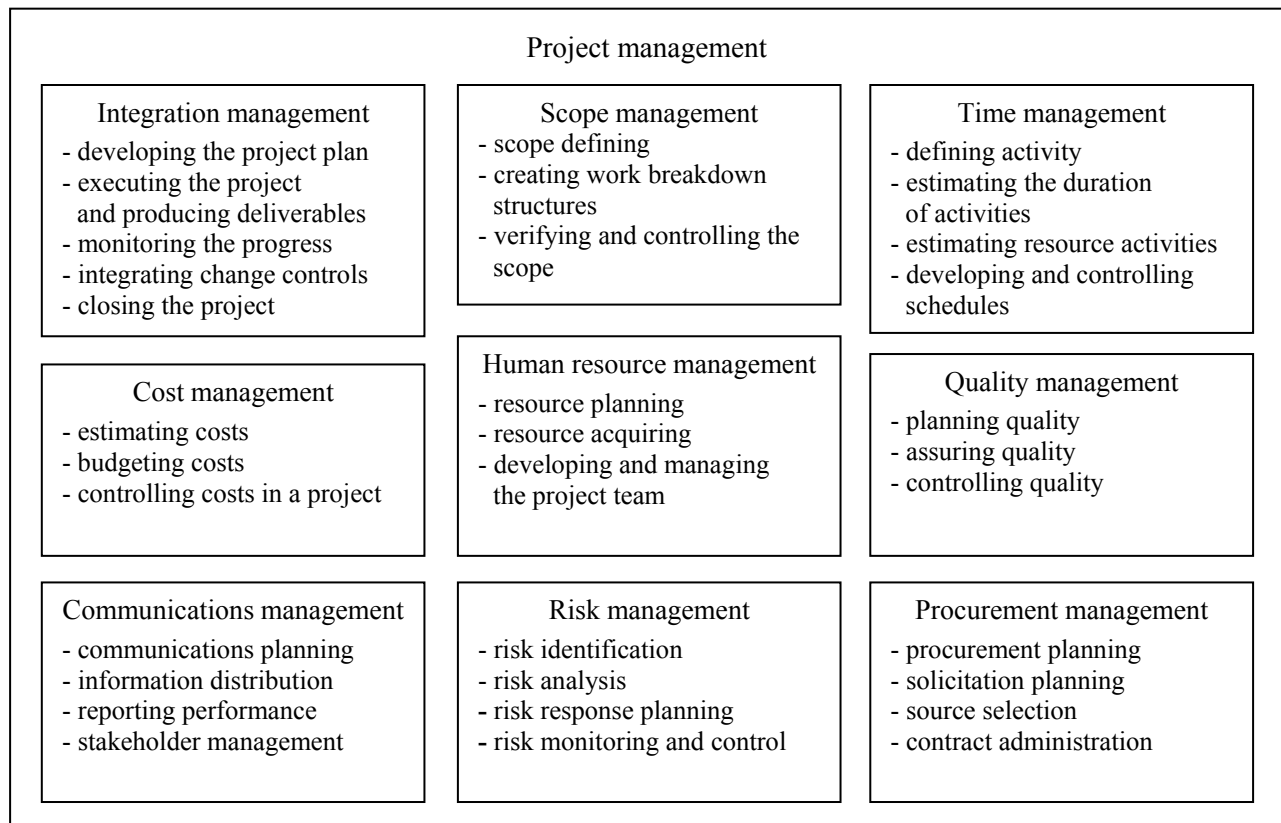 Project management
Integration management
- developing the project plan
- executing the project
and producing deliverables
- monitoring the progress
- integrating change controls
- closing the project
Scope management
- scope defining
- creating work breakdown
structures
- verifying and controlling the
scope
Time management
- defining activity
- estimating the duration
of activities
- estimating resource activities
- developing and controlling
schedules
Cost management
- estimating costs
- budgeting costs
- controlling costs in a project
Human resource management
- resource planning
- resource acquiring
- developing and managing
the project team
Quality management
- planning quality
- assuring quality
- controlling quality
Communications management
- communications planning
- information distribution
- reporting performance
- stakeholder management
Risk management
- risk identification
- risk analysis
- risk response planning
- risk monitoring and control
Procurement management
- procurement planning
- solicitation planning
- source selection
- contract administration